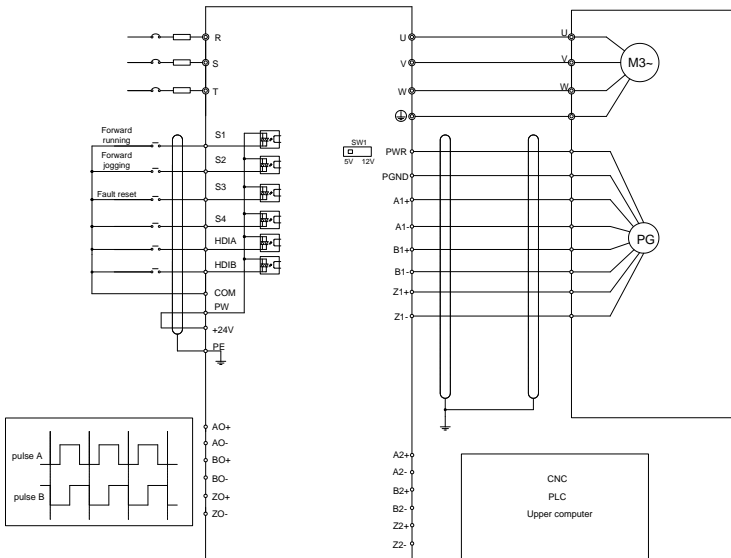 R
S
T
U
V
W
U
V
W
M3~
Forward
running
Forward
jogging
Fault reset
S1
S2
S3
S4
HDIA
HDIB
COM
PW
+24V
PE
SW1
5V 12V
PWR
PGND
A1+
A1-
B1+
B1-
Z1+
Z1-
PG
pulse A
pulse B
AO+
AO-
BO+
BO-
ZO+
ZO-
A2+
A2-
B2+
B2-
Z2+
Z2-
CNC
PLC
Upper computer